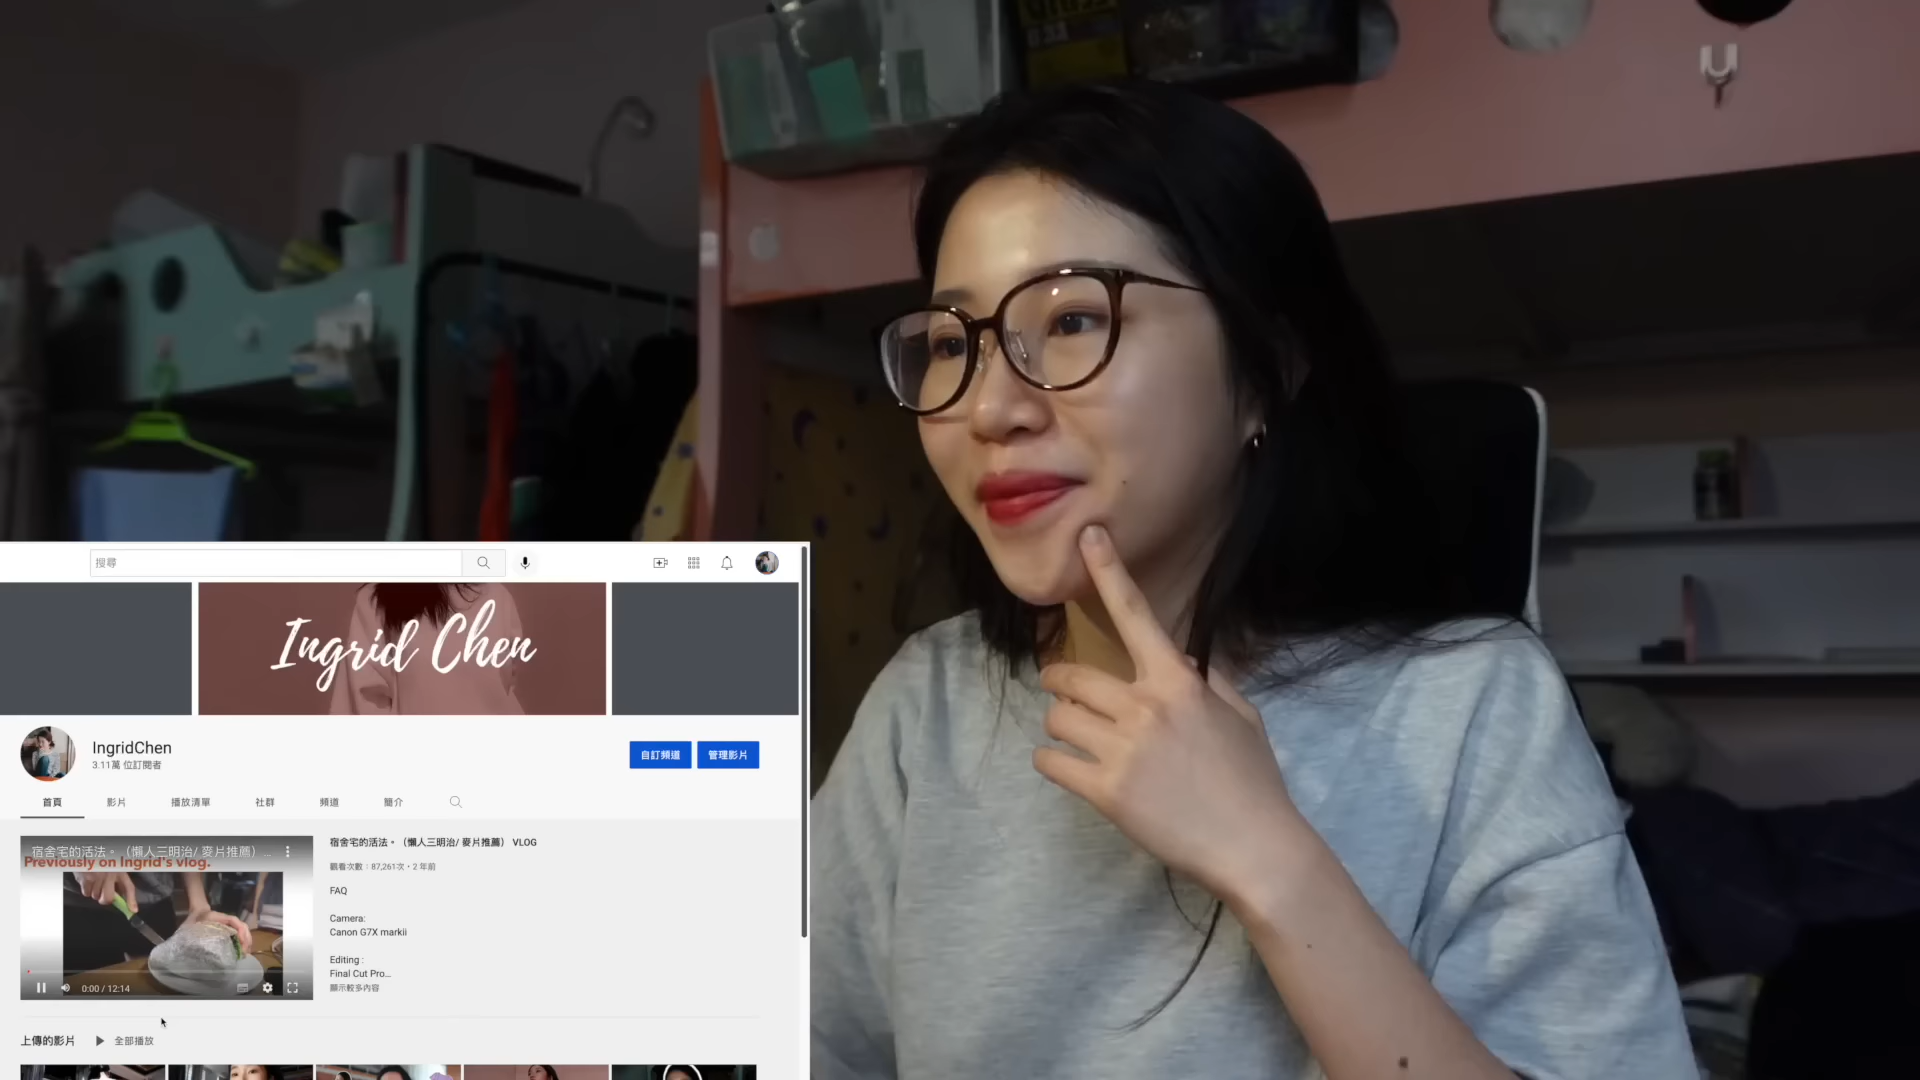 搜尋
Ingrid Chen
IngridChen
3.11萬 位訂閱者
自訂頻道
管理影片
首頁
影片
播放清單
社群
頻道
簡介
宿舍宅的活法。（懶人三明治/ 麥片推薦）...
Previously on Ingrid's vlog.
0:00 / 12:14
宿舍宅的活法。（懶人三明治/ 麥片推薦） VLOG
觀看次數：87,261次・2 年前
FAQ
Camera:
Canon G7X markii
Editing :
Final Cut Pro...
顯示較多內容
上傳的影片
全部播放